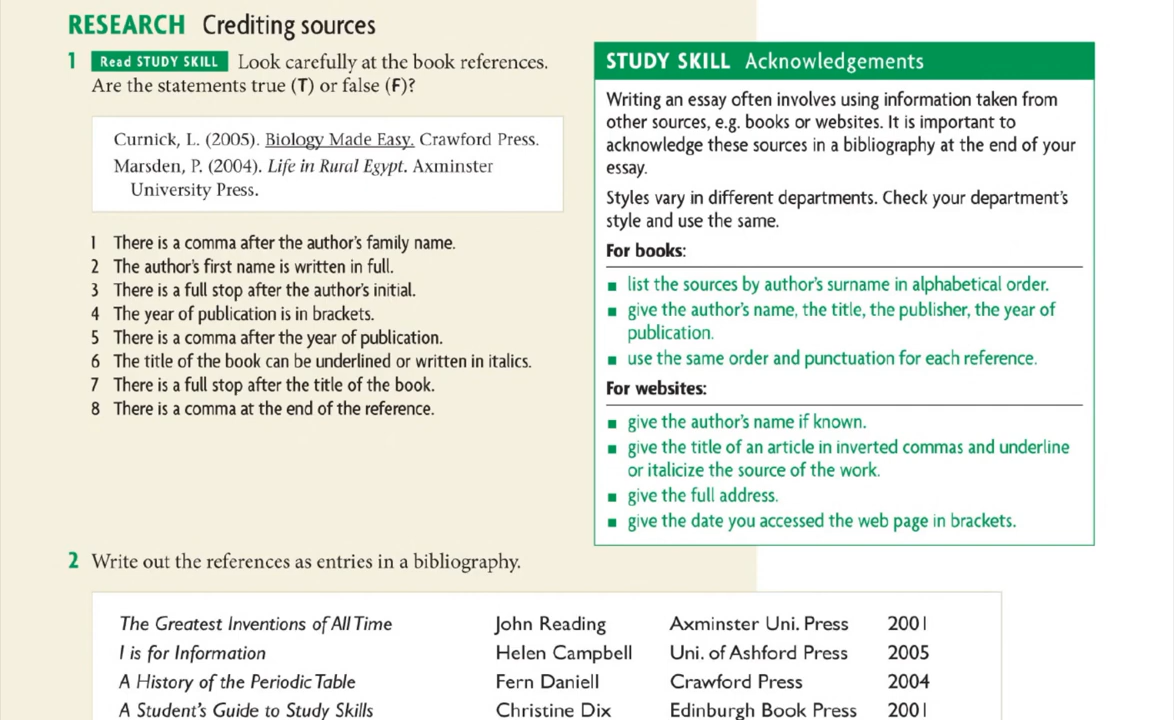 RESEARCH Crediting sources
1 Read STUDY SKILL Look carefully at the book references.
Are the statements true (T) or false (F)?
Curnick, L. (2005). Biology Made Easy. Crawford Press.
Marsden, P. (2004). Life in Rural Egypt. Axminster
University Press.
1 There is a comma after the author's family name.
2 The author's first name is written in full.
3 There is a full stop after the author's initial.
4 The year of publication is in brackets.
5 There is a comma after the year of publication.
6 The title of the book can be underlined or written in italics.
7 There is a full stop after the title of the book.
8 There is a comma at the end of the reference.
STUDY SKILL Acknowledgements
Writing an essay often involves using information taken from
other sources, e.g. books or websites. It is important to
acknowledge these sources in a bibliography at the end of your
essay.
Styles vary in different departments. Check your department's
style and use the same.
For books:
■ list the sources by author's surname in alphabetical order.
■ give the author's name, the title, the publisher, the year of
publication.
■ use the same order and punctuation for each reference.
For websites:
■ give the author's name if known.
■ give the title of an article in inverted commas and underline
or italicize the source of the work.
■ give the full address.
■ give the date you accessed the web page in brackets.
2 Write out the references as entries in a bibliography.
The Greatest Inventions of All Time John Reading Axminster Uni. Press 2001
I is for Information Helen Campbell Uni. of Ashford Press 2005
A History of the Periodic Table Fern Daniell Crawford Press 2004
A Student's Guide to Study Skills Christine Dix Edinburgh Book Press 2001